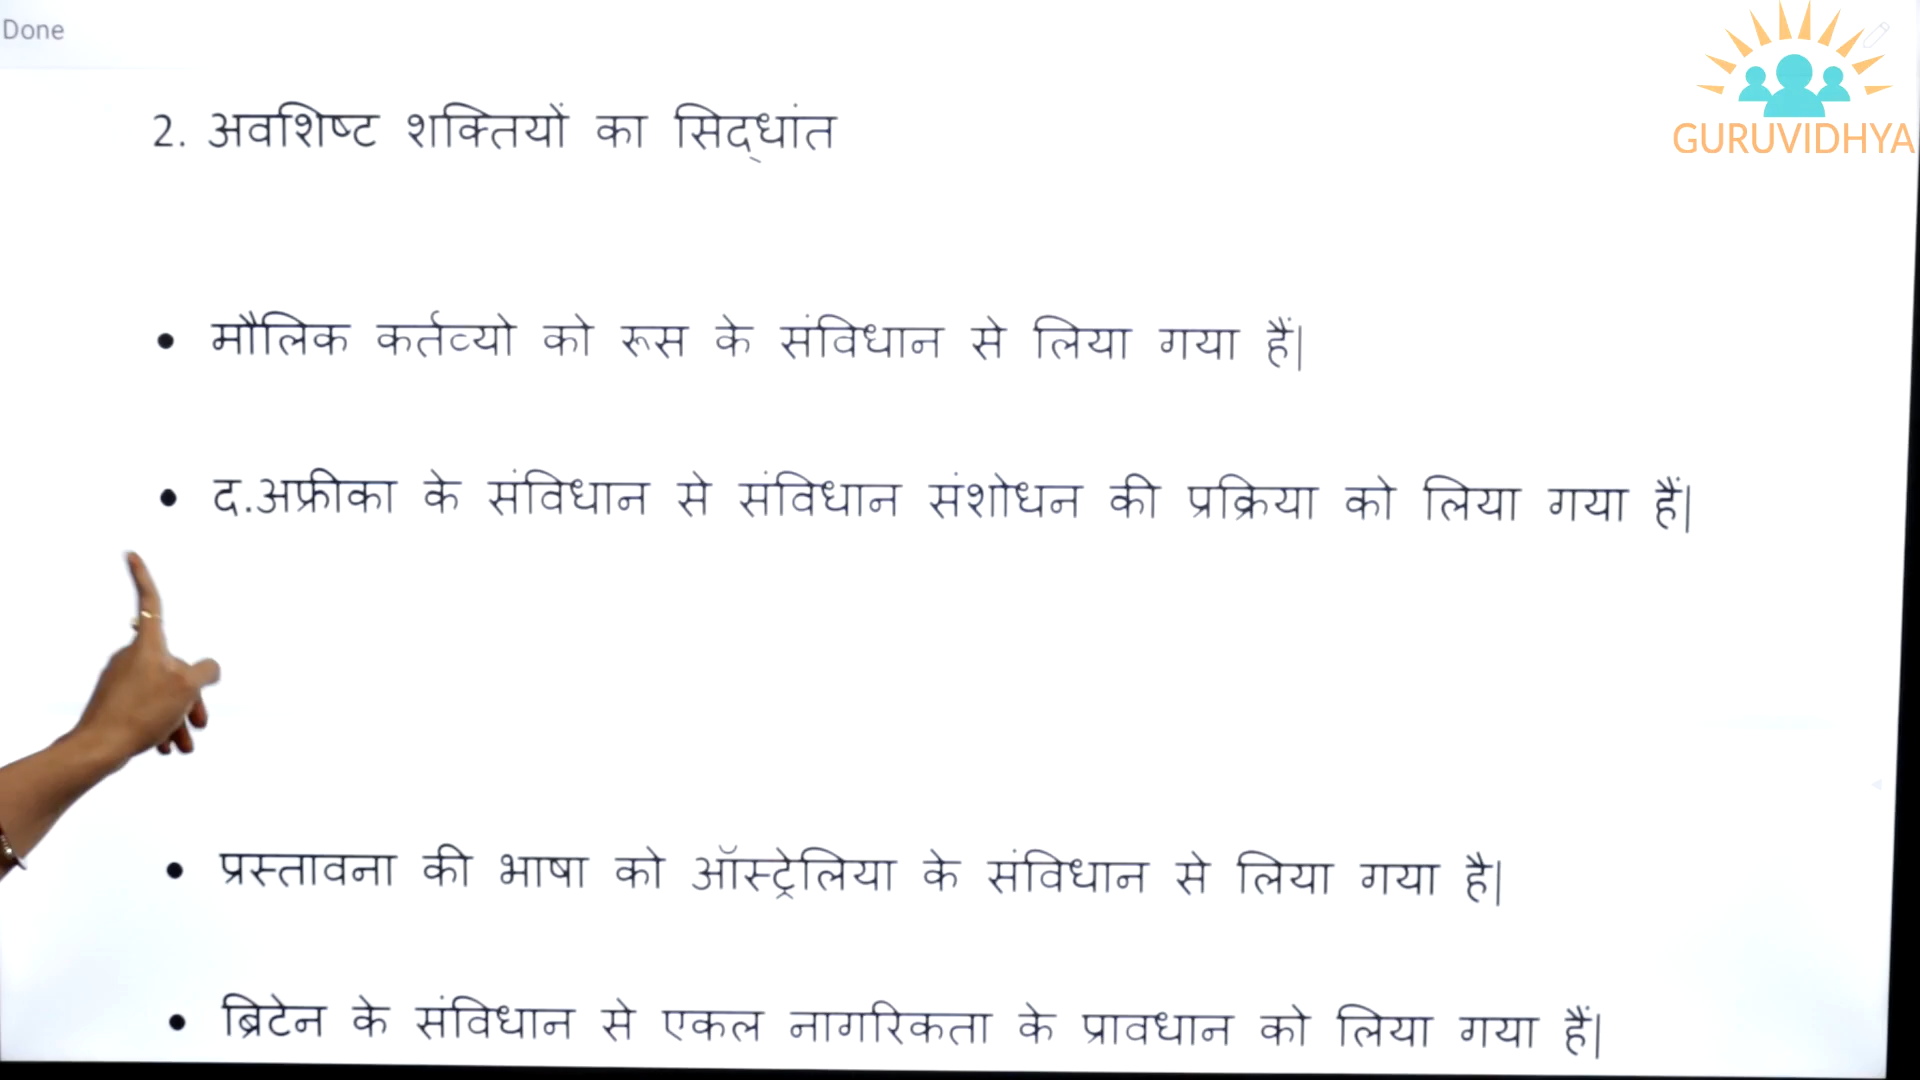 Done
GURUVIDHYA
2. अवशिष्ट शक्तियों का सिद्धांत
• मौलिक कर्तव्यो को रूस के संविधान से लिया गया हैं|
• द.अफ्रीका के संविधान से संविधान संशोधन की प्रक्रिया को लिया गया हैं|
• प्रस्तावना की भाषा को ऑस्ट्रेलिया के संविधान से लिया गया है|
• ब्रिटेन के संविधान से एकल नागरिकता के प्रावधान को लिया गया हैं|